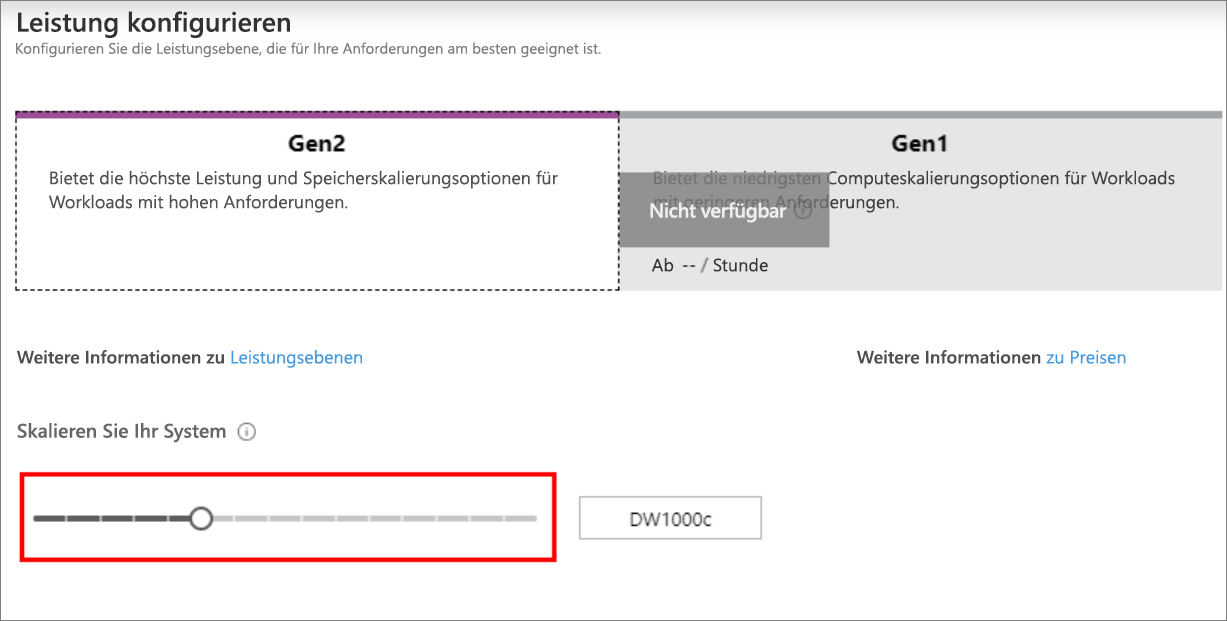 Leistung konfigurieren
Konfigurieren Sie die Leistungsebene, die für Ihre Anforderungen am besten geeignet ist.
Gen2
Bietet die höchste Leistung und Speicherskalierungsoptionen für
Workloads mit hohen Anforderungen.
Gen1
Bietet die niedrigsten Computeskalierungsoptionen für Workloads
mit geringeren Anforderungen.
Nicht verfügbar
Ab -- / Stunde
Weitere Informationen zu Leistungsebenen
Weitere Informationen zu Preisen
Skalieren Sie Ihr System
DW1000c